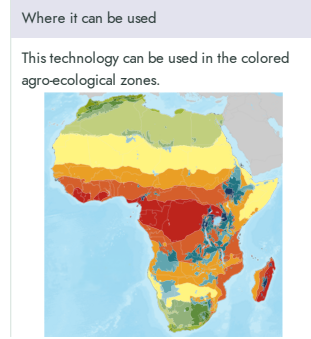 Where it can be used
This technology can be used in the colored
agro-ecological zones.